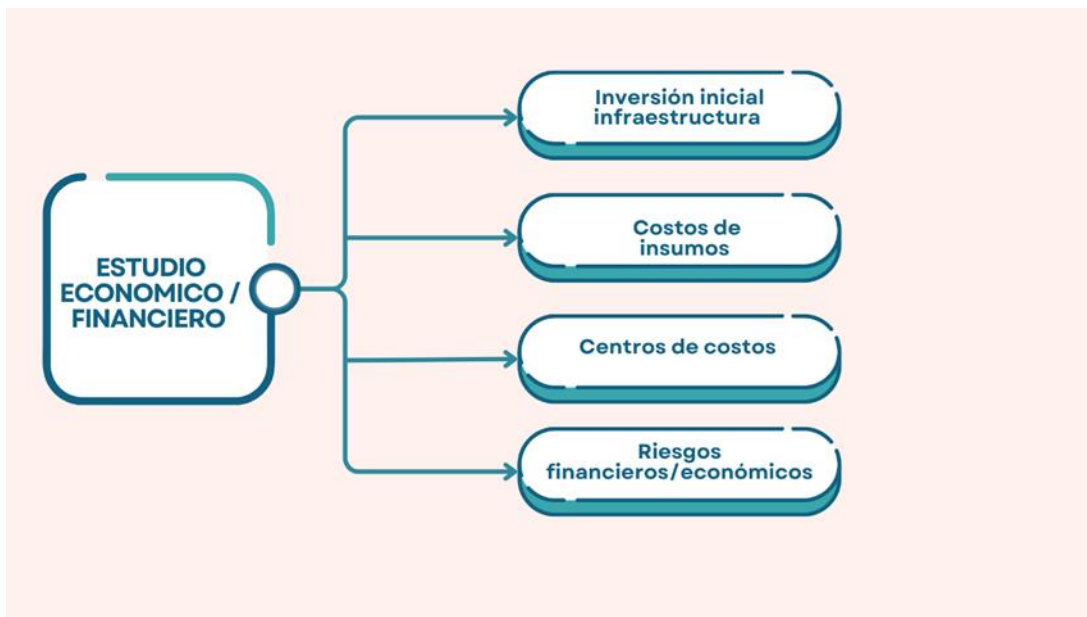 ESTUDIO
ECONOMICO /
FINANCIERO
Inversión inicial
infraestructura
Costos de
insumos
Centros de costos
Riesgos
financieros/económicos